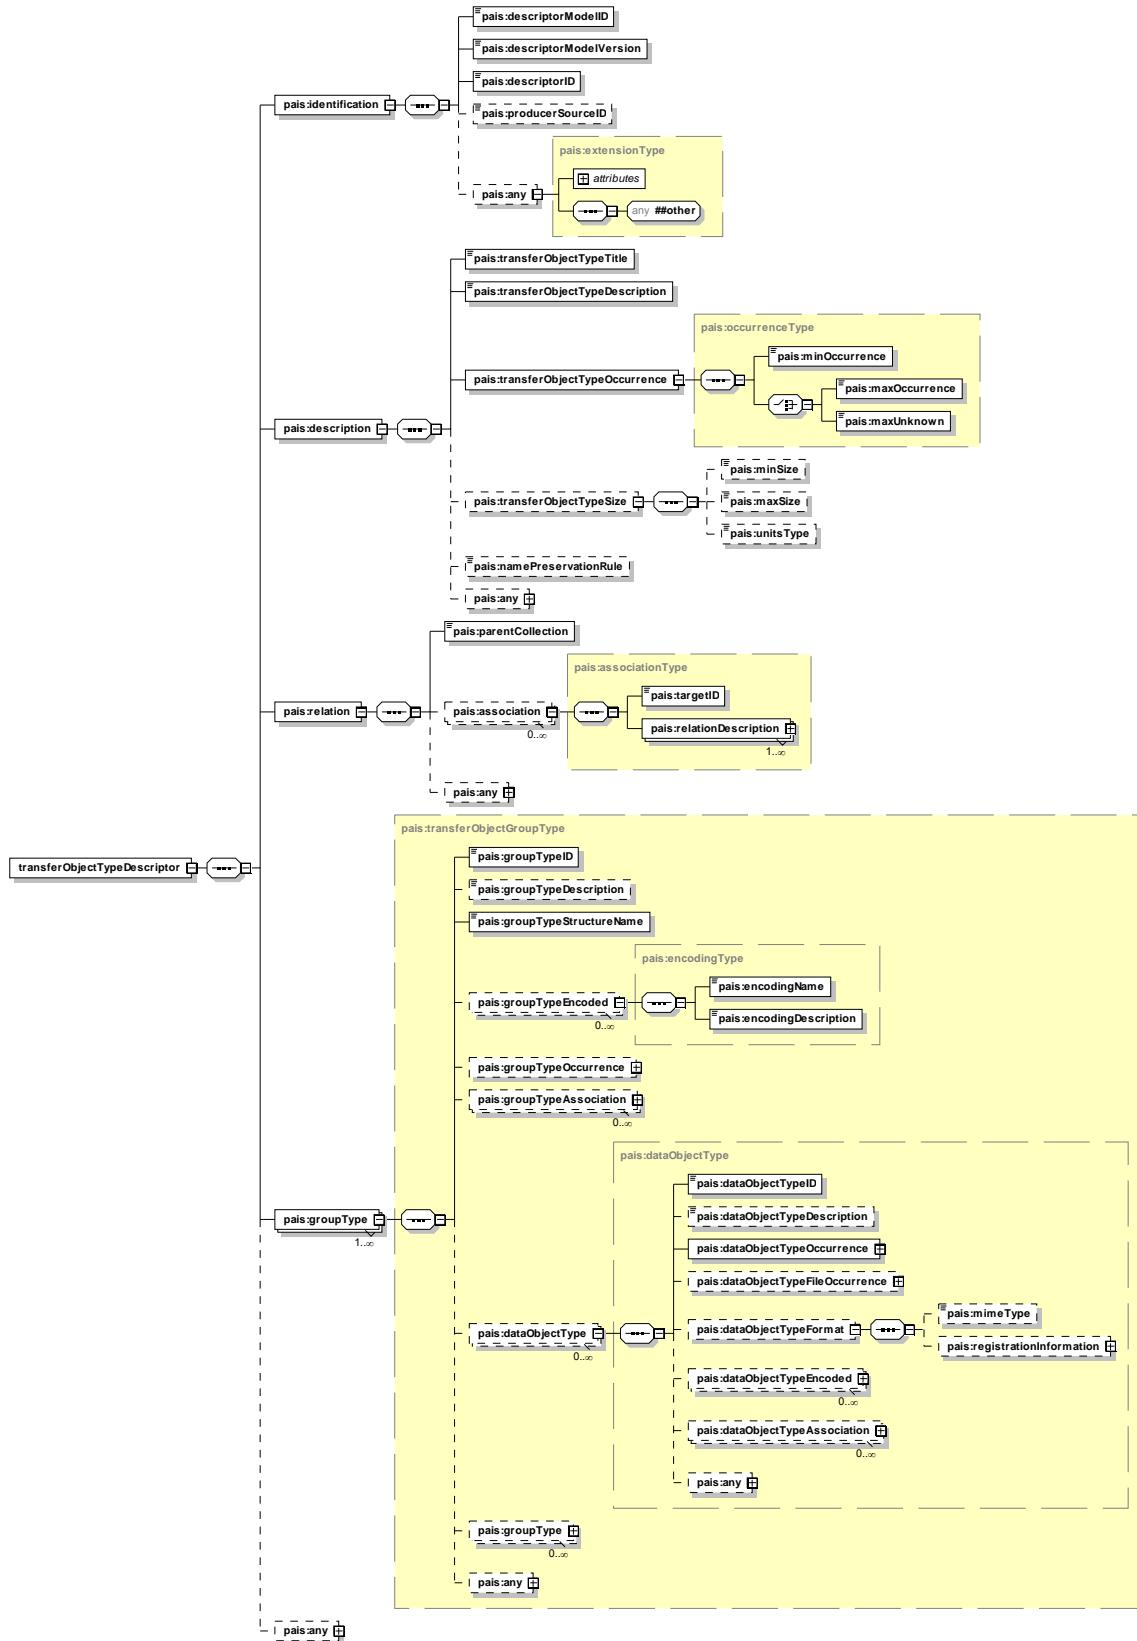 pais:descriptorModelID
pais:descriptorModelVersion
pais:descriptorID
pais:identification
pais:producerSourceID
pais:extensionType
attributes
pais:any
any ##other
pais:transferObjectTypeTitle
pais:transferObjectTypeDescription
pais:occurrenceType
pais:minOccurrence
pais:transferObjectTypeOccurrence
pais:maxOccurrence
pais:maxUnknown
pais:description
pais:minSize
pais:transferObjectTypeSize
pais:maxSize
pais:unitsType
pais:namePreservationRule
pais:any
pais:parentCollection
pais:associationType
pais:targetID
pais:relation
pais:association
0..∞
pais:relationDescription
1..∞
pais:any
pais:transferObjectGroupType
pais:groupTypeID
transferObjectTypeDescriptor
pais:groupTypeDescription
pais:groupTypeStructureName
pais:encodingType
pais:encodingName
pais:groupTypeEncoded
0..∞
pais:encodingDescription
pais:groupTypeOccurrence
pais:groupTypeAssociation
0..∞
pais:dataObjectType
pais:dataObjectTypeID
pais:groupType
1..∞
pais:dataObjectTypeDescription
pais:dataObjectTypeOccurrence
pais:dataObjectTypeFileOccurrence
pais:mimeType
pais:dataObjectType
0..∞
pais:dataObjectTypeFormat
pais:registrationInformation
pais:dataObjectTypeEncoded
0..∞
pais:dataObjectTypeAssociation
0..∞
pais:any
pais:groupType
0..∞
pais:any
pais:any